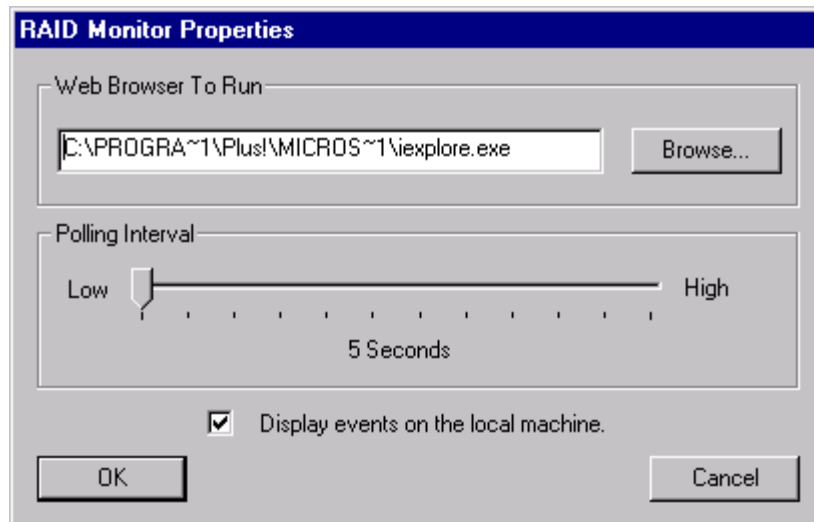 RAID Monitor Properties
Web Browser To Run
C:\PROGRA~1\Plus!\MICROS~1\iexplore.exe
Browse...
Polling Interval
Low
High
5 Seconds
Display events on the local machine.
OK
Cancel